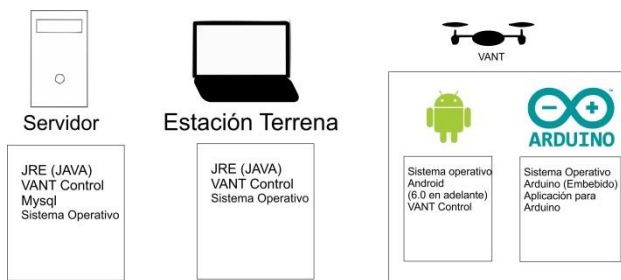 Servidor
JRE (JAVA)
VANT Control
Mysql
Sistema Operativo
Estación Terrena
JRE (JAVA)
VANT Control
Sistema Operativo
VANT
Sistema operativo
Android
(6.0 en adelante)
VANT Control
ARDUINO
Sistema Operativo
Arduino (Embebido)
Aplicación para
Arduino